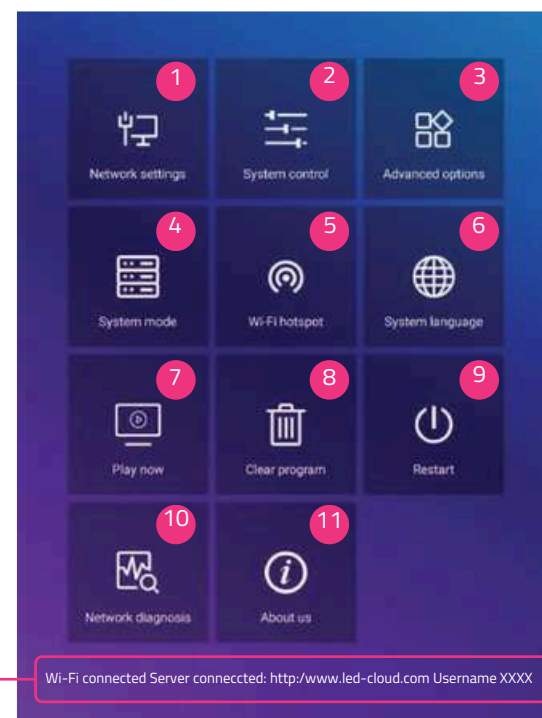 1
2
3
Network settings
System control
Advanced options
4
5
6
System mode
Wi-Fi hotspot
System language
7
8
9
Play now
Clear program
Restart
10
11
Network diagnosis
About us
Wi-Fi connected Server conneccted: http:/www.led-cloud.com Username XXXX